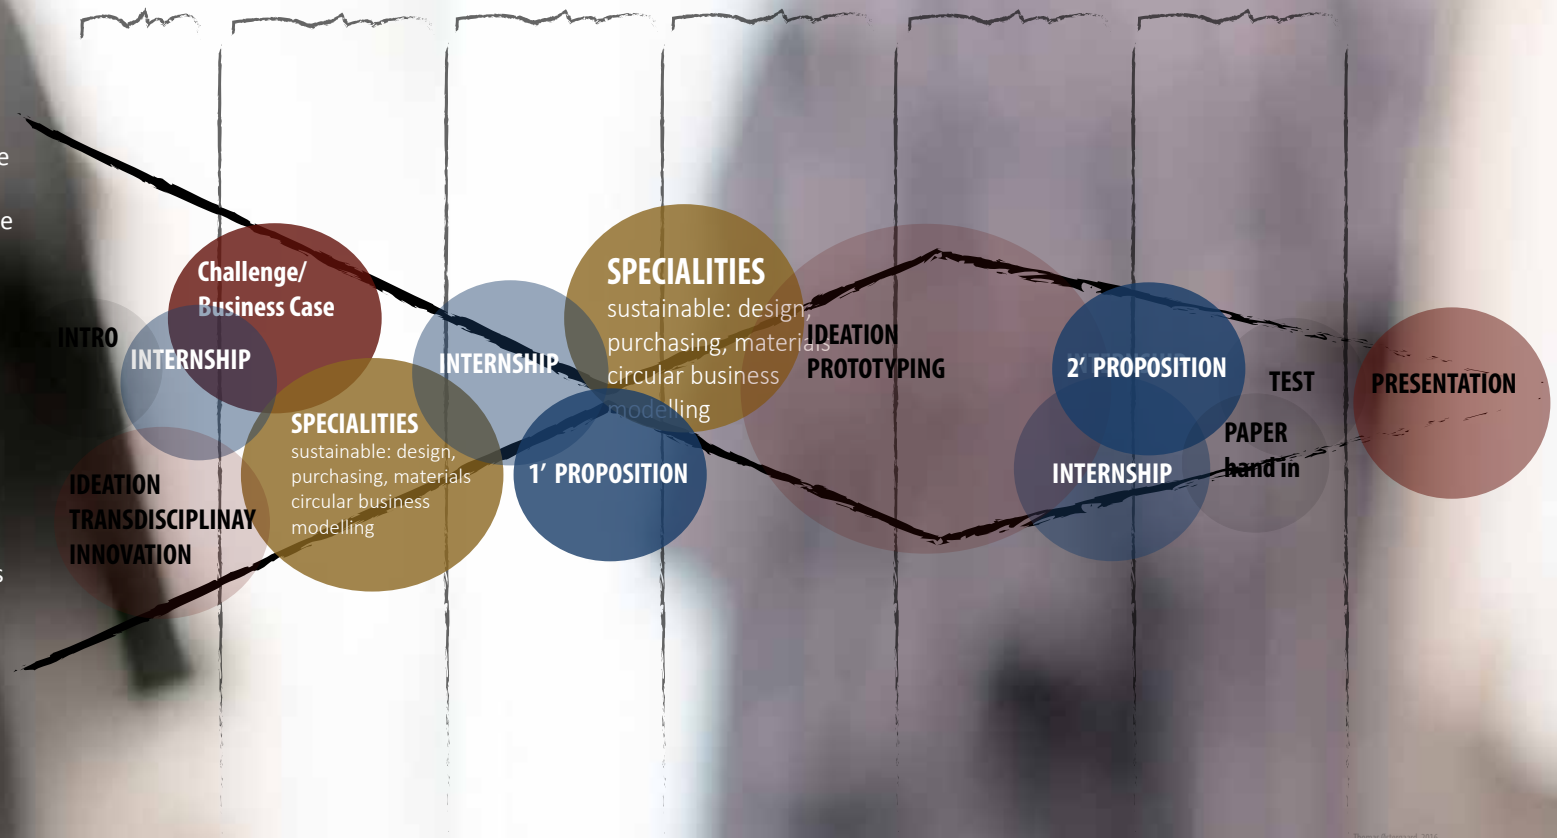 e
e
s
INTRO
Challenge/
Business Case
INTERNSHIP
IDEATION
TRANSDISCIPLINAY
INNOVATION
SPECIALITIES
sustainable: design,
purchasing, materials
circular business
modelling
INTERNSHIP
1’ PROPOSITION
SPECIALITIES
sustainable: design,
purchasing, materials
circular business
modelling
IDEATION
PROTOTYPING
2’ PROPOSITION
INTERNSHIP
TEST
PAPER
hand in
PRESENTATION